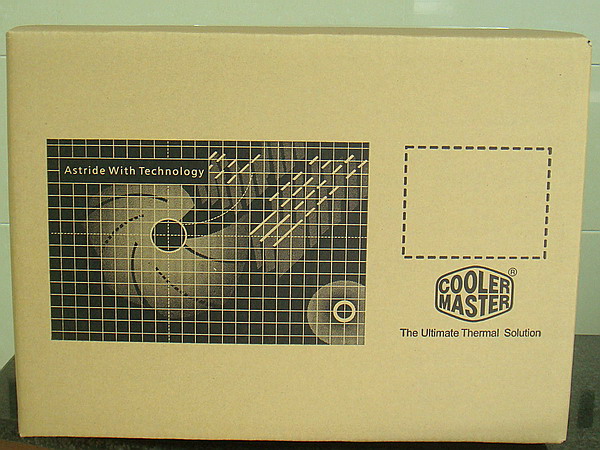 Astride With Technology
COOLER
MASTER
®
The Ultimate Thermal Solution